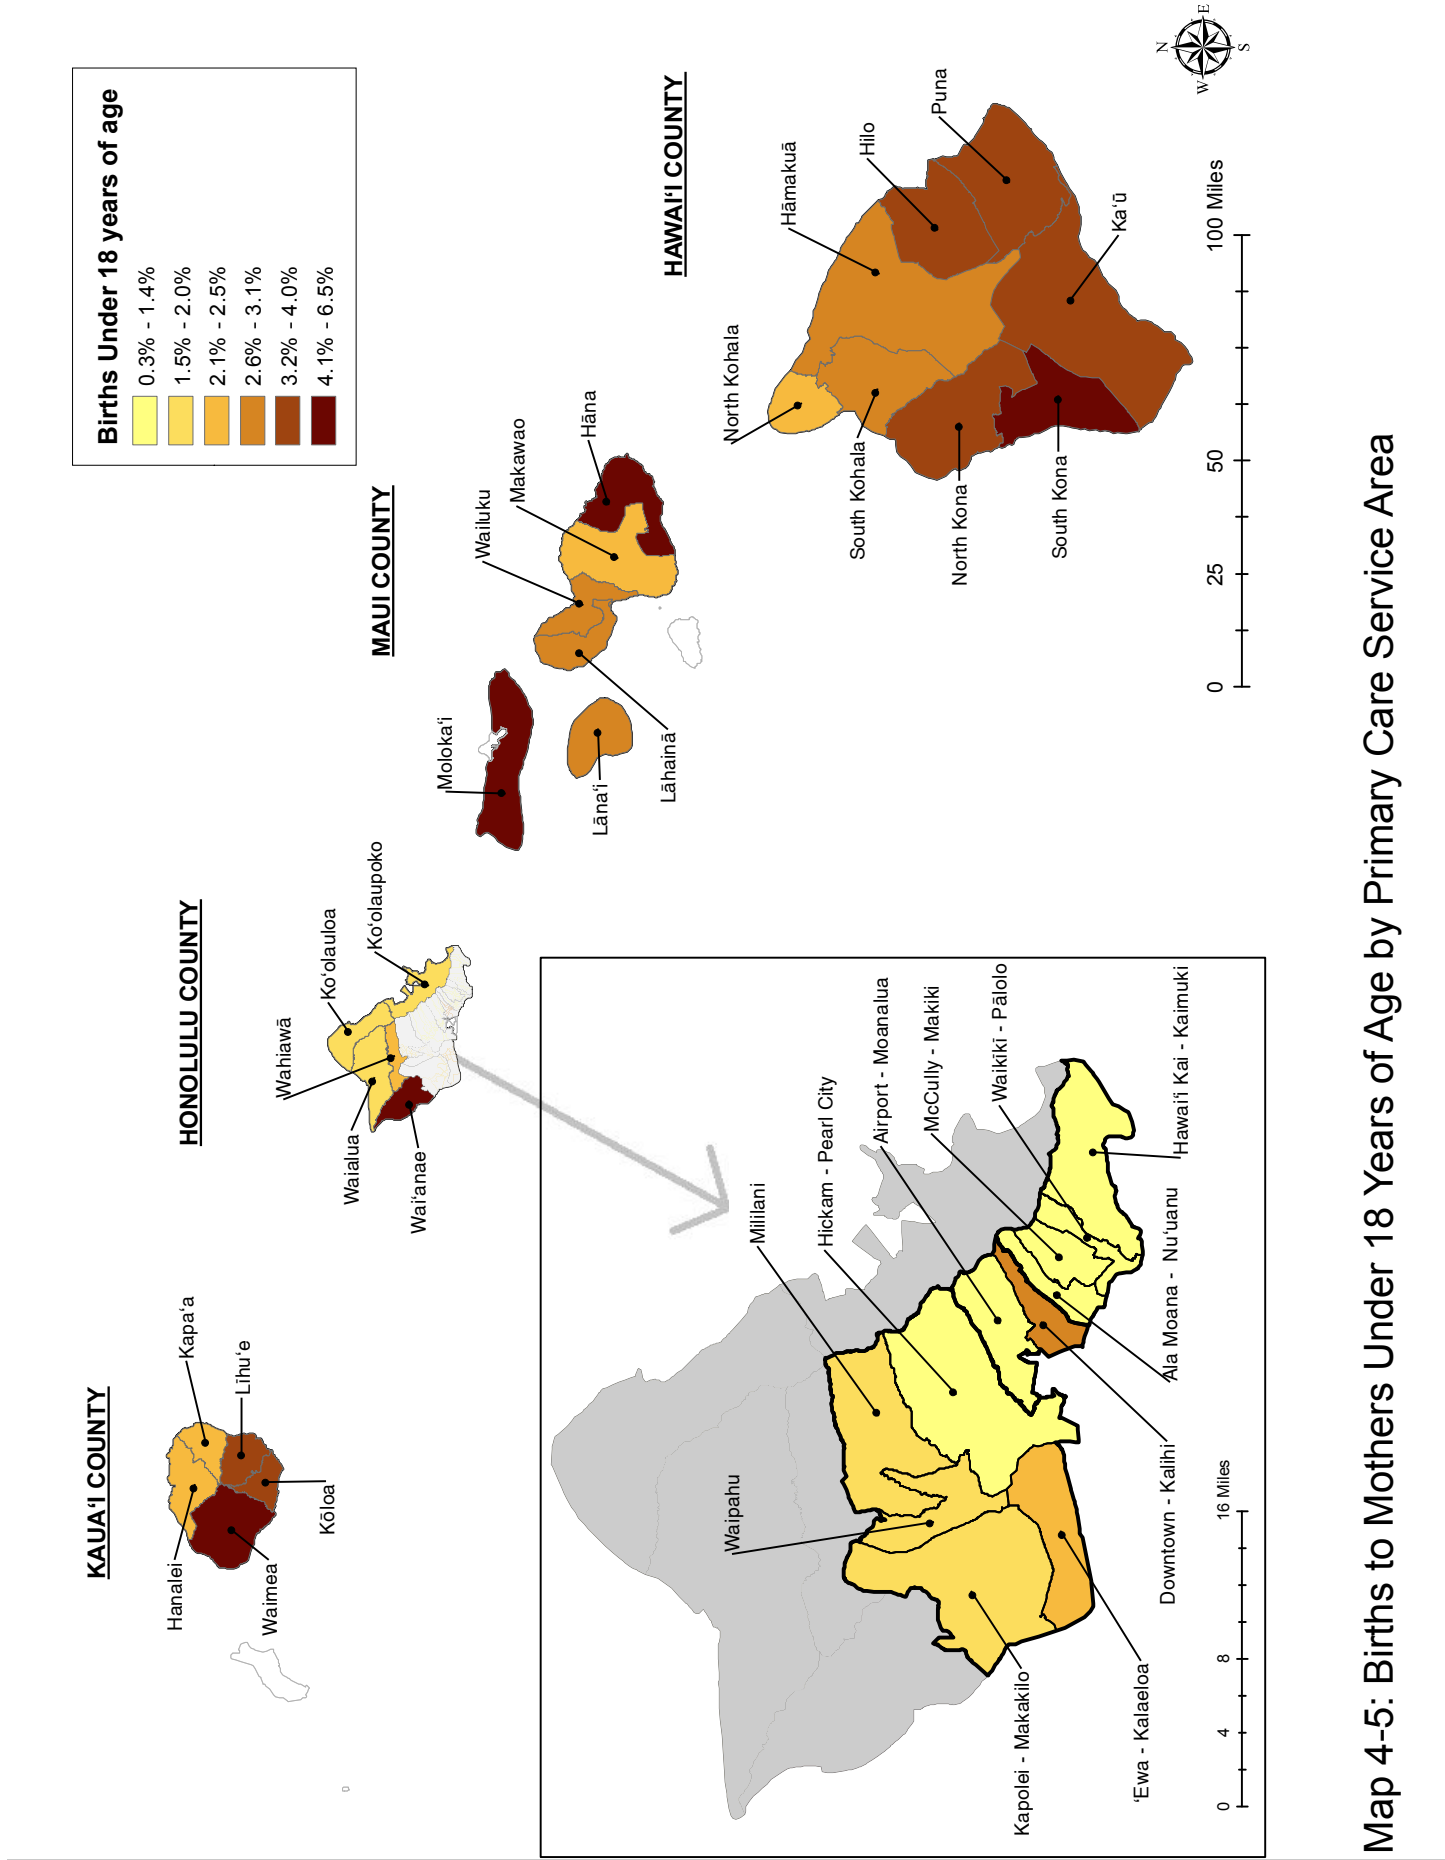 Births Under 18 years of age
0.3% - 1.4%
1.5% - 2.0%
2.1% - 2.5%
2.6% - 3.1%
3.2% - 4.0%
4.1% - 6.5%
KAUAʻI COUNTY
Hanalei
Kapaʻa
Līhuʻe
Kōloa
Waimea
HONOLULU COUNTY
Wahiawā
Koʻolauloa
Koʻolaupoko
Waialua
Waiʻanae
MAUI COUNTY
Molokaʻi
Wailuku
Makawao
Hāna
Lānaʻi
Lāhainā
HAWAIʻI COUNTY
North Kohala
Hāmakuā
Hilo
Puna
Kaʻū
South Kohala
North Kona
South Kona
0
25
50
100 Miles
N
E
S
W
Waipahu
Mililani
Hickam - Pearl City
Airport - Moanalua
McCully - Makiki
Waikīkī - Pālolo
Hawaiʻi Kai - Kaimuki
Ala Moana - Nuʻuanu
Downtown - Kalihi
ʻEwa - Kalaeloa
Kapolei - Makakilo
0
4
8
16 Miles
Map 4-5: Births to Mothers Under 18 Years of Age by Primary Care Service Area